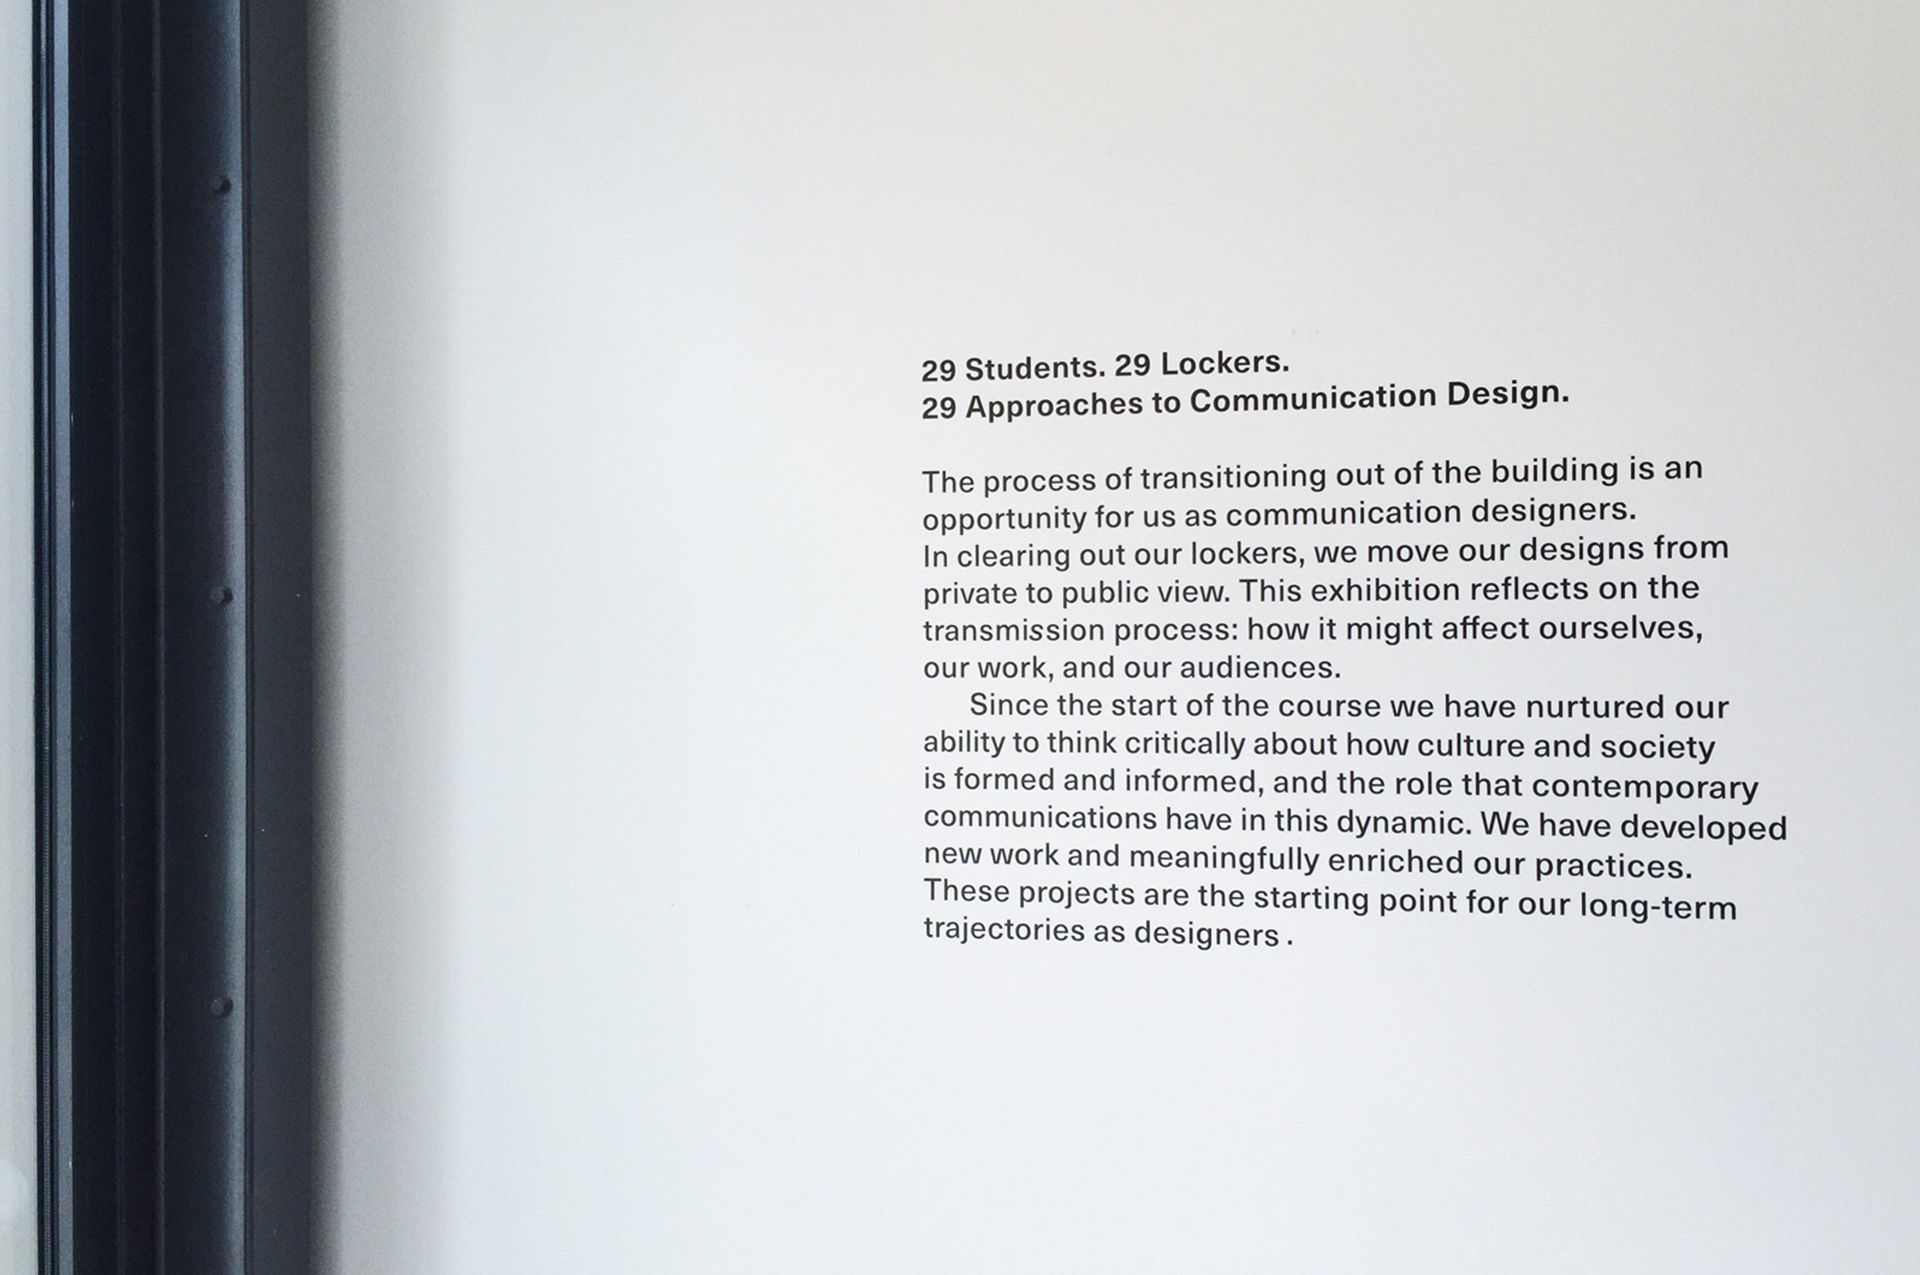 29 Students. 29 Lockers.
29 Approaches to Communication Design.
The process of transitioning out of the building is an
opportunity for us as communication designers.
In clearing out our lockers, we move our designs from
private to public view. This exhibition reflects on the
transmission process: how it might affect ourselves,
our work, and our audiences.
Since the start of the course we have nurtured our
ability to think critically about how culture and society
is formed and informed, and the role that contemporary
communications have in this dynamic. We have developed
new work and meaningfully enriched our practices.
These projects are the starting point for our long-term
trajectories as designers .